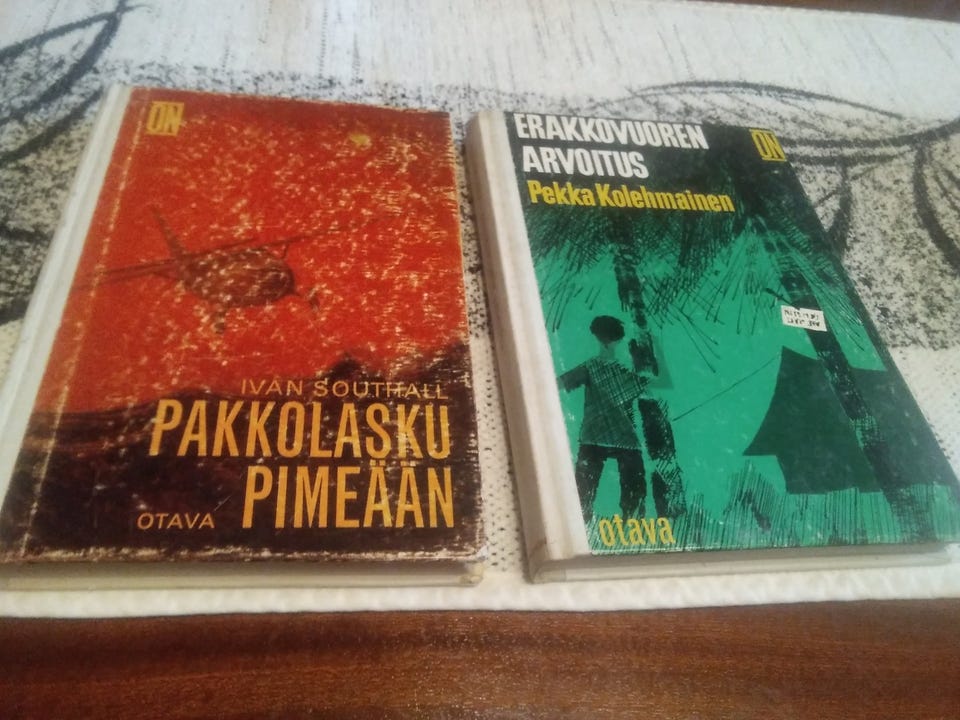 ON
IVAN SOUTHALL
PAKKOLASKU
PIMEÄÄN
OTAVA
ERAKKOVUOREN
ARVOITUS
Pekka Kolehmainen
ON
otava